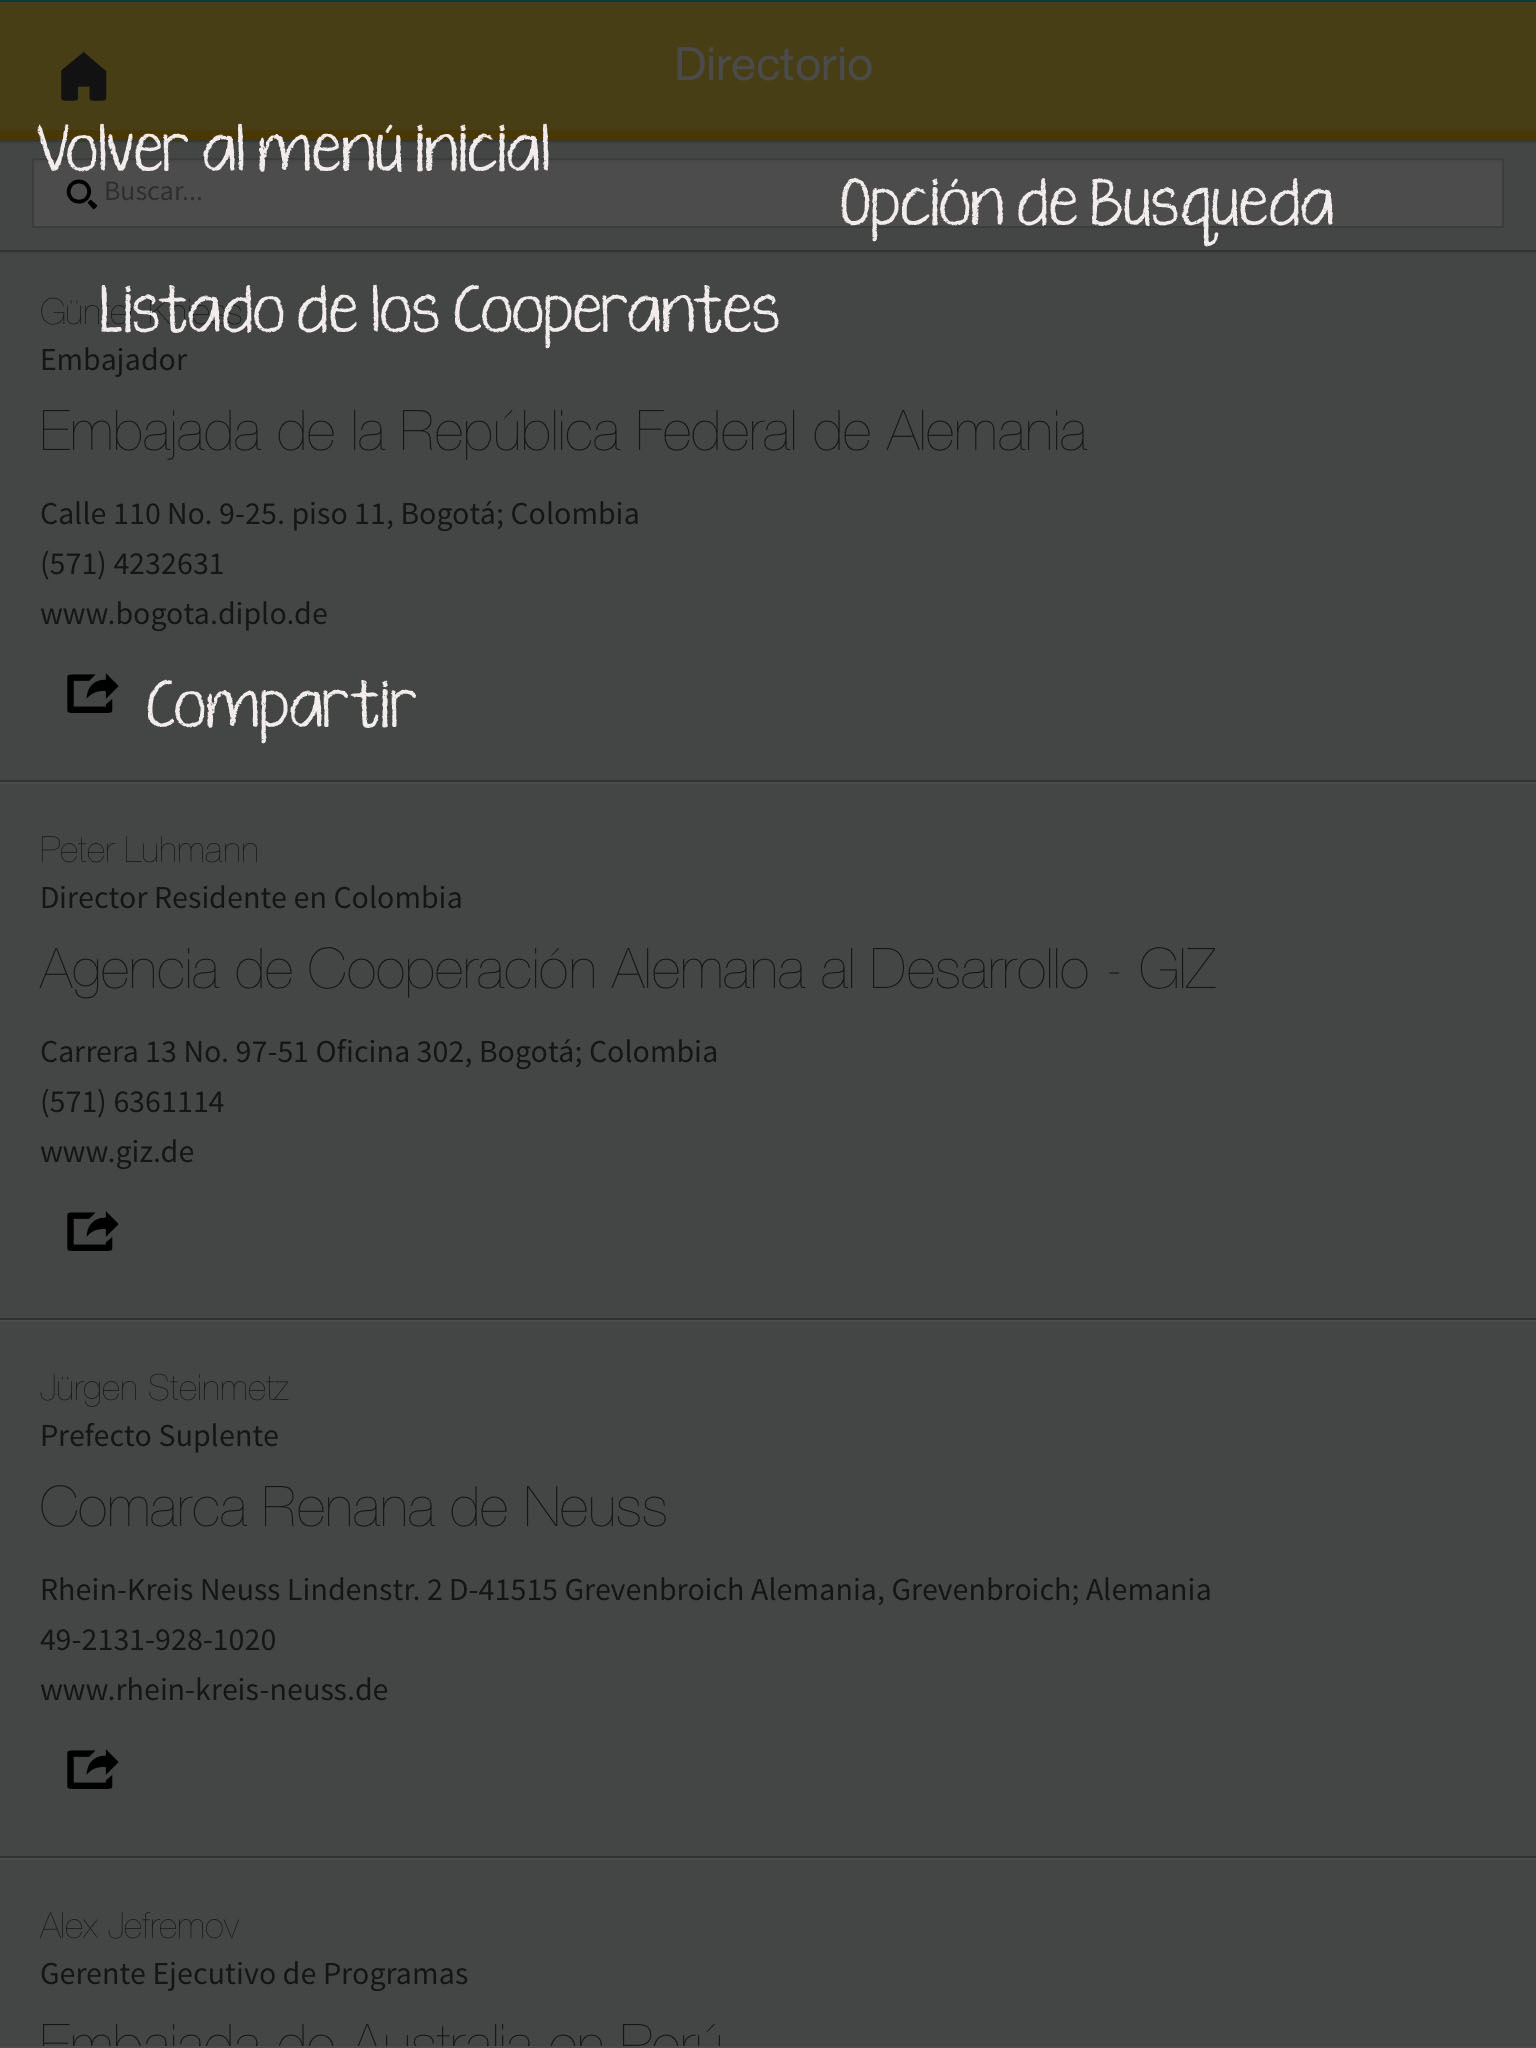 Directorio
Volver al menú inicial
Buscar...
Opción de Busqueda
Listado de los Cooperantes
Embajador
Embajada de la República Federal de Alemania
Calle 110 No. 9-25. piso 11, Bogotá; Colombia
(571) 4232631
www.bogota.diplo.de
Compartir
Peter Luhmann
Director Residente en Colombia
Agencia de Cooperación Alemana al Desarrollo - GIZ
Carrera 13 No. 97-51 Oficina 302, Bogotá; Colombia
(571) 6361114
www.giz.de
Jürgen Steinmetz
Prefecto Suplente
Comarca Renana de Neuss
Rhein-Kreis Neuss Lindenstr. 2 D-41515 Grevenbroich Alemania, Grevenbroich; Alemania
49-2131-928-1020
www.rhein-kreis-neuss.de
Alex Jefremov
Gerente Ejecutivo de Programas
Embajada de Australia en Perú